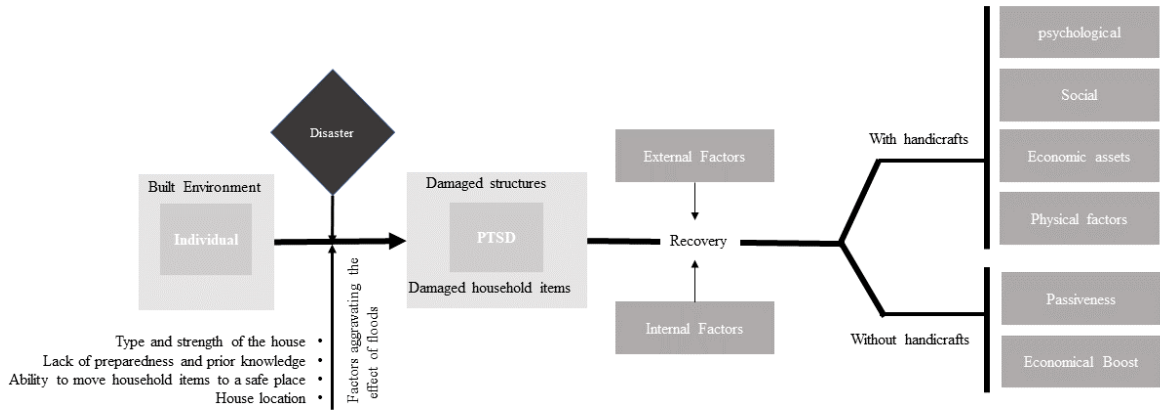 Disaster
Built Environment
Individual
Type and strength of the house •
Lack of preparedness and prior knowledge •
Ability to move household items to a safe place •
House location •
Factors aggravating the
effect of floods
Damaged structures
PTSD
Damaged household items
External Factors
Recovery
Internal Factors
With handicrafts
Without handicrafts
psychological
Social
Economic assets
Physical factors
Passiveness
Economical Boost